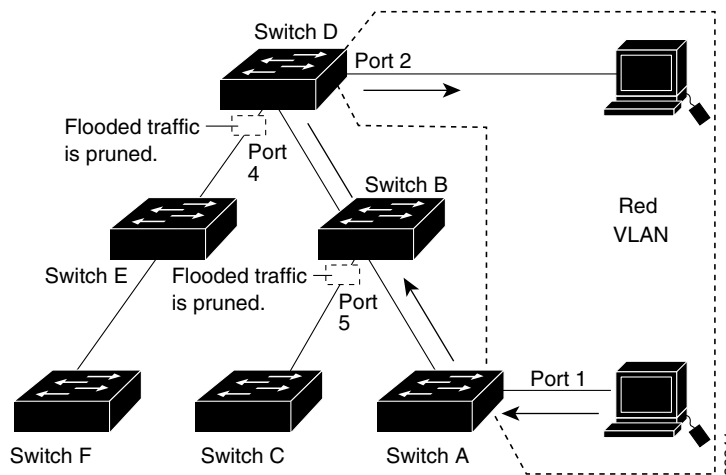 Switch D
Port 2
Flooded traffic
is pruned.
Port
4
Switch B
Red
VLAN
Switch E
Flooded traffic
is pruned.
Port
5
Port 1
Switch F
Switch C
Switch A